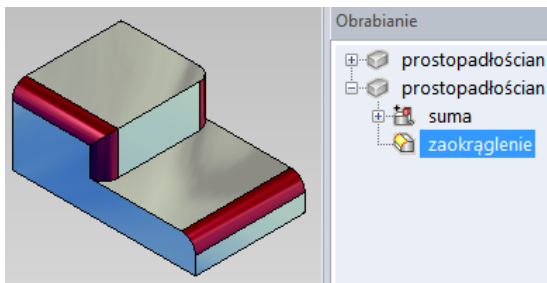 Obrabianie
prostopadłościan
prostopadłościan
suma
zaokrąglenie